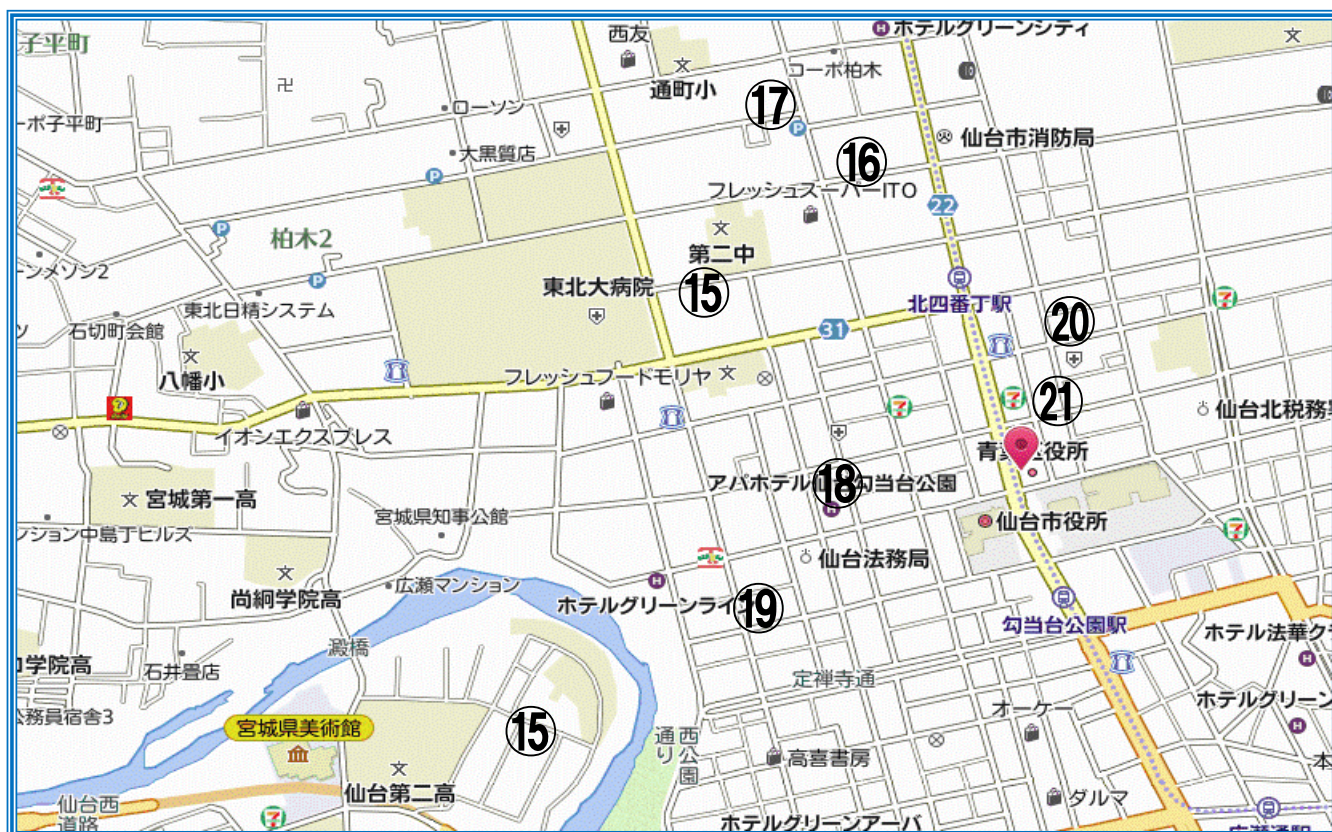 子平町
西友
ホテルグリーンシティ
コーポ柏木
通町小
ローソン
⑰
ーポ子平町
仙台市消防局
大黒質店
⑯
フレッシュスーパーITO
22
柏木2
第二中
ーンメゾン2
東北大病院
⑮
東北日精システム
北四番丁駅
⑳
石切町会館
31
八幡小
フレッシュフードモリヤ
㉑
仙台北税務
イオンエクスプレス
アパホテル仙
⑱
勾当台公園
宮城第一高
宮城県知事公館
仙台市役所
ンション中島丁ヒルズ
仙台法務局
広瀬マンション
尚絅学院高
ホテルグリーンライ
⑲
勾当台公園駅
ホテル法華ク
澱橋
学院高
石井畳店
定禅寺通
ホテルグリーン
公務員宿舎3
オーケー
宮城県美術館
⑮
西公園通り
高喜書房
本
仙台第二高
ダルマ
仙台西道路
ホテルグリーンアーバ